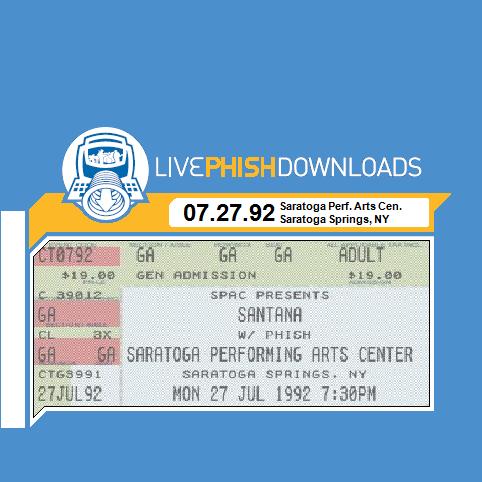 LIVEPHISHDOWNLOADS
07.27.92 Saratoga Perf. Arts Cen.
Saratoga Springs, NY
CT0792 GA GA GA ADULT
$19.00 GEN ADMISSION $19.00
C 39012 SPAC PRESENTS
GA SANTANA
CL 3X W/ PHISH
GA GA SARATOGA PERFORMING ARTS CENTER
CTG3991 SARATOGA SPRINGS, NY
27JUL92 MON 27 JUL 1992 7:30PM